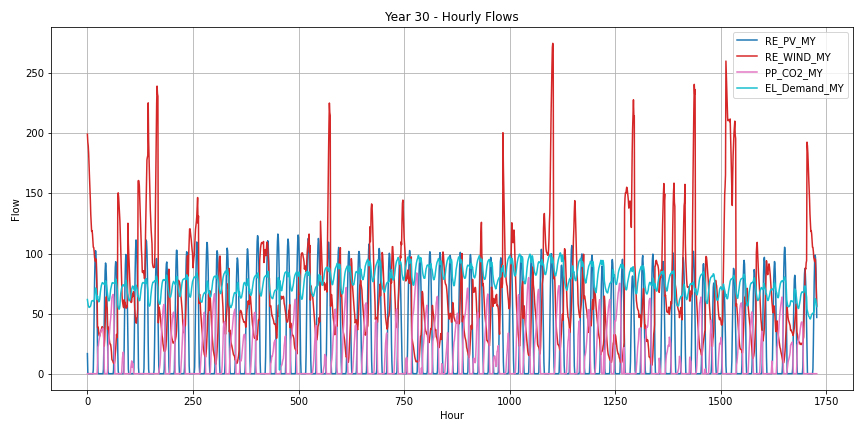 Year 30 - Hourly Flows
RE_PV_MY
RE_WIND_MY
PP_CO2_MY
EL_Demand_MY
Flow
250
200
150
100
50
0
0
250
500
750
1000
1250
1500
1750
Hour